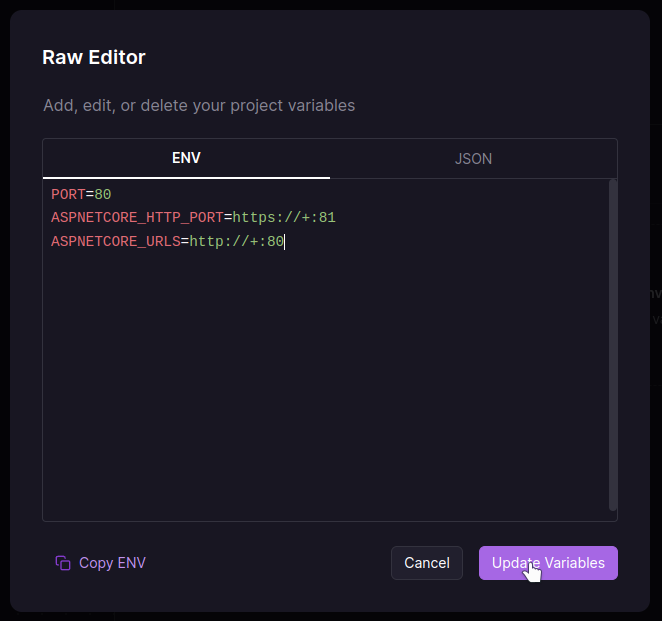 Raw Editor
Add, edit, or delete your project variables
ENV
JSON
PORT=80
ASPNETCORE_HTTP_PORT=https://+:81
ASPNETCORE_URLS=http://+:80
Copy ENV
Cancel
Update Variables